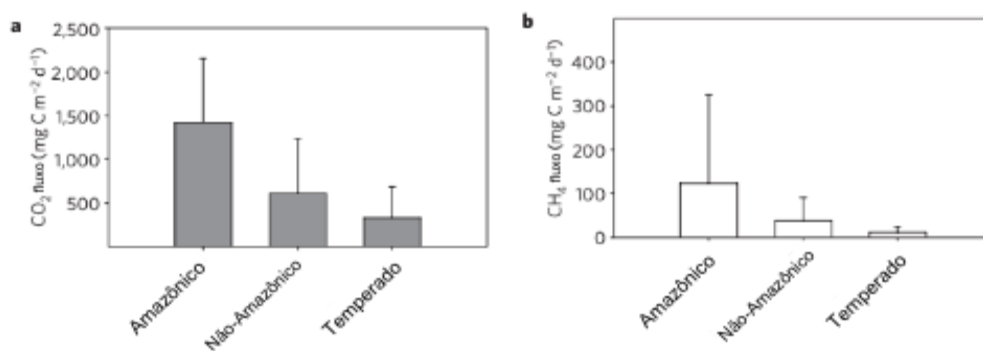 a
CO₂ fluxo (mg C m⁻² d⁻¹)
2,500
2,000
1,500
1,000
500
Amazônico
Não-Amazônico
Temperado
b
CH₄ fluxo (mg C m⁻² d⁻¹)
400
300
200
100
0
Amazônico
Não-Amazônico
Temperado